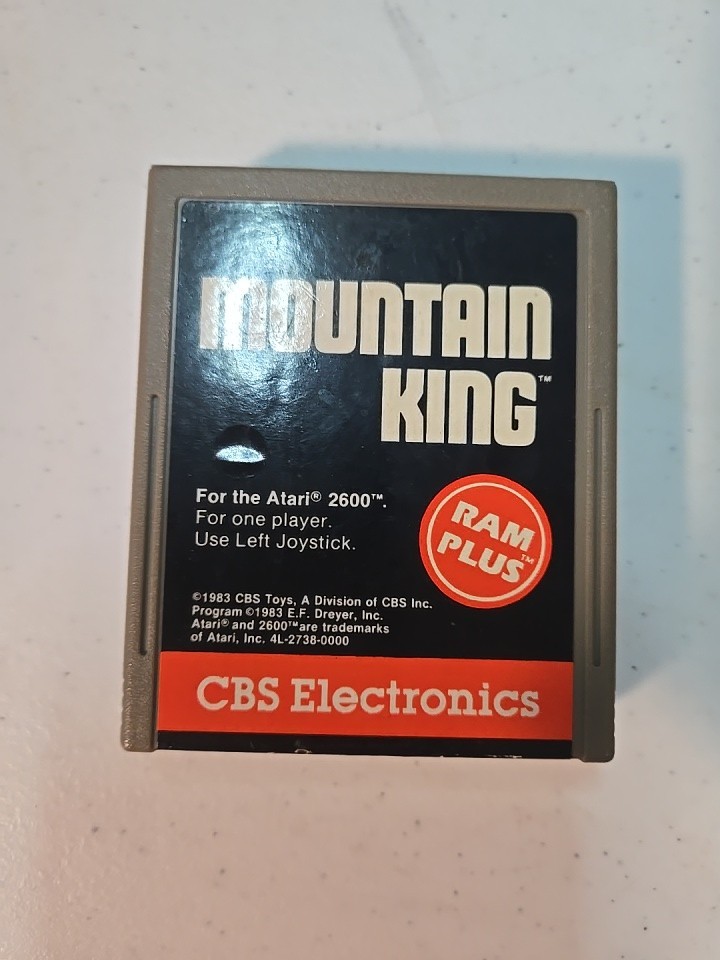 MOUNTAIN
KING™
For the Atari® 2600™.
For one player.
Use Left Joystick.
RAM
PLUS™
©1983 CBS Toys, A Division of CBS Inc.
Program ©1983 E.F. Dreyer, Inc.
Atari® and 2600™are trademarks
of Atari, Inc. 4L-2738-0000
CBS Electronics